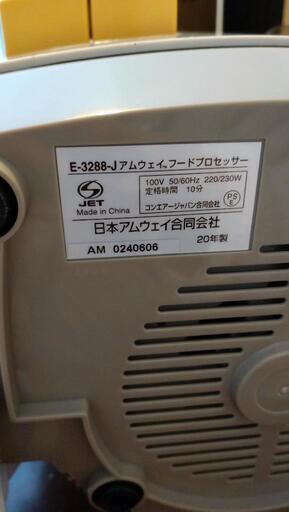 E-3288-J アムウェイ®フードプロセッサー
100V 50/60Hz 220/230W
定格時間 10分
JET
Made in China
PS
E
コンエアージャパン合同会社
日本アムウェイ合同会社
AM 0240606
20年製